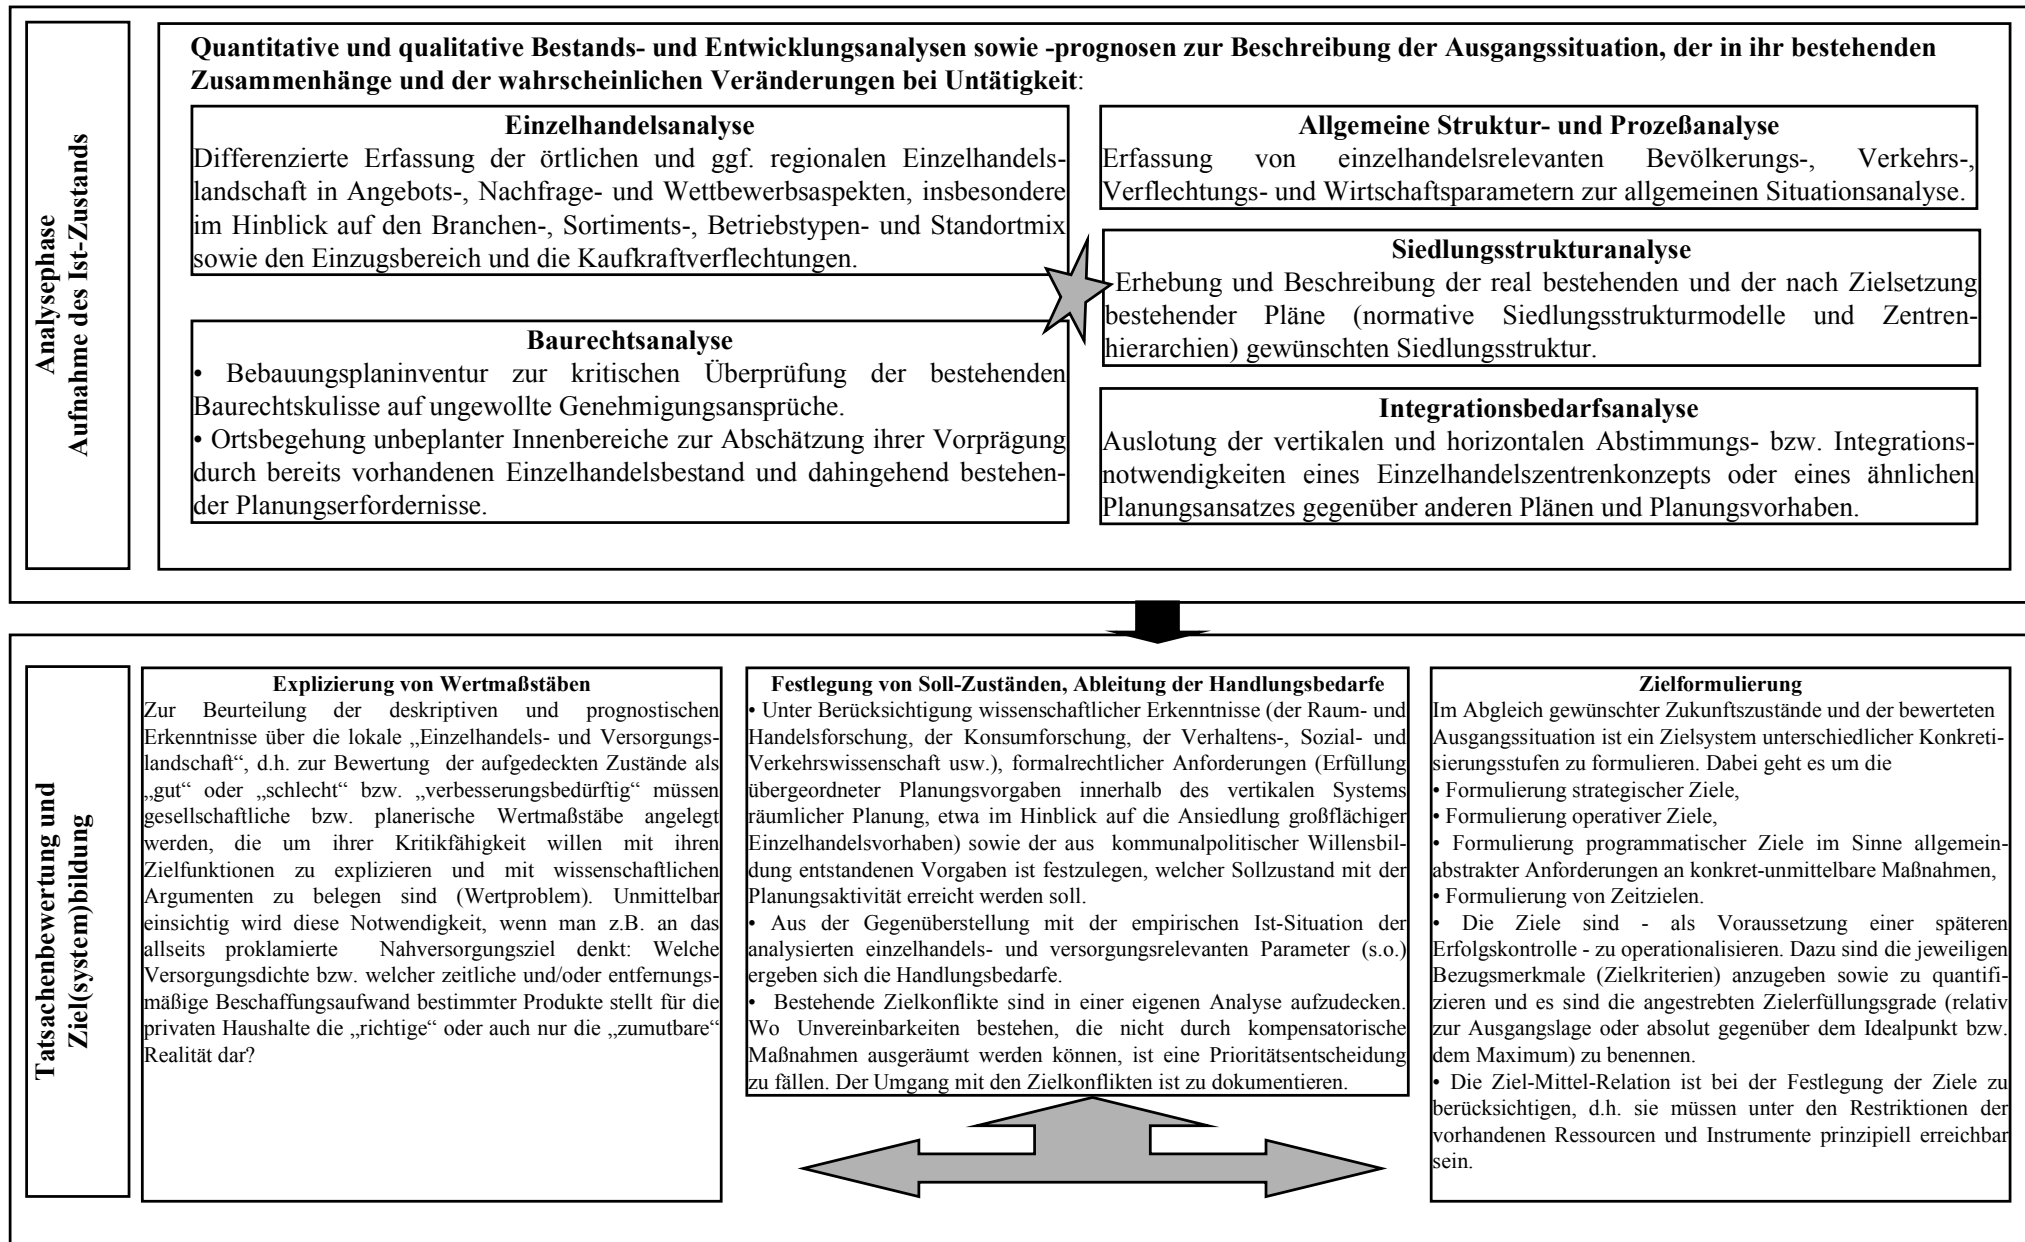 Analysephase
Aufnahme des Ist-Zustands
Quantitative und qualitative Bestands- und Entwicklungsanalysen sowie -prognosen zur Beschreibung der Ausgangssituation, der in ihr bestehenden
Zusammenhänge und der wahrscheinlichen Veränderungen bei Untätigkeit:
Einzelhandelsanalyse
Differenzierte Erfassung der örtlichen und ggf. regionalen Einzelhandels-
landschaft in Angebots-, Nachfrage- und Wettbewerbsaspekten, insbesondere
im Hinblick auf den Branchen-, Sortiments-, Betriebstypen- und Standortmix
sowie den Einzugsbereich und die Kaufkraftverflechtungen.
Baurechtsanalyse
• Bebauungsplaninventur zur kritischen Überprüfung der bestehenden
Baurechtskulisse auf ungewollte Genehmigungsansprüche.
• Ortsbegehung unbeplanter Innenbereiche zur Abschätzung ihrer Vorprägung
durch bereits vorhandenen Einzelhandelsbestand und dahingehend bestehen-
der Planungserfordernisse.
Allgemeine Struktur- und Prozeßanalyse
Erfassung von einzelhandelsrelevanten Bevölkerungs-, Verkehrs-,
Verflechtungs- und Wirtschaftsparametern zur allgemeinen Situationsanalyse.
Siedlungsstrukturanalyse
Erhebung und Beschreibung der real bestehenden und der nach Zielsetzung
bestehender Pläne (normative Siedlungsstrukturmodelle und Zentren-
hierarchien) gewünschten Siedlungsstruktur.
Integrationsbedarfsanalyse
Auslotung der vertikalen und horizontalen Abstimmungs- bzw. Integrations-
notwendigkeiten eines Einzelhandelszentrenkonzepts oder eines ähnlichen
Planungsansatzes gegenüber anderen Plänen und Planungsvorhaben.
Tatsachenbewertung und
Ziel(system)bildung
Explizierung von Wertmaßstäben
Zur Beurteilung der deskriptiven und prognostischen
Erkenntnisse über die lokale „Einzelhandels- und Versorgungs-
landschaft“, d.h. zur Bewertung der aufgedeckten Zustände als
„gut“ oder „schlecht“ bzw. „verbesserungsbedürftig“ müssen
gesellschaftliche bzw. planerische Wertmaßstäbe angelegt
werden, die um ihrer Kritikfähigkeit willen mit ihren
Zielfunktionen zu explizieren und mit wissenschaftlichen
Argumenten zu belegen sind (Wertproblem). Unmittelbar
einsichtig wird diese Notwendigkeit, wenn man z.B. an das
allseits proklamierte Nahversorgungsziel denkt: Welche
Versorgungsdichte bzw. welcher zeitliche und/oder entfernungs-
mäßige Beschaffungsaufwand bestimmter Produkte stellt für die
privaten Haushalte die „richtige“ oder auch nur die „zumutbare“
Realität dar?
Festlegung von Soll-Zuständen, Ableitung der Handlungsbedarfe
• Unter Berücksichtigung wissenschaftlicher Erkenntnisse (der Raum- und
Handelsforschung, der Konsumforschung, der Verhaltens-, Sozial- und
Verkehrswissenschaft usw.), formalrechtlicher Anforderungen (Erfüllung
übergeordneter Planungsvorgaben innerhalb des vertikalen Systems
räumlicher Planung, etwa im Hinblick auf die Ansiedlung großflächiger
Einzelhandelsvorhaben) sowie der aus kommunalpolitischer Willensbil-
dung entstandenen Vorgaben ist festzulegen, welcher Sollzustand mit der
Planungsaktivität erreicht werden soll.
• Aus der Gegenüberstellung mit der empirischen Ist-Situation der
analysierten einzelhandels- und versorgungsrelevanten Parameter (s.o.)
ergeben sich die Handlungsbedarfe.
• Bestehende Zielkonflikte sind in einer eigenen Analyse aufzudecken.
Wo Unvereinbarkeiten bestehen, die nicht durch kompensatorische
Maßnahmen ausgeräumt werden können, ist eine Prioritätsentscheidung
zu fällen. Der Umgang mit den Zielkonflikten ist zu dokumentieren.
Zielformulierung
Im Abgleich gewünschter Zukunftszustände und der bewerteten
Ausgangssituation ist ein Zielsystem unterschiedlicher Konkreti-
sierungsstufen zu formulieren. Dabei geht es um die
• Formulierung strategischer Ziele,
• Formulierung operativer Ziele,
• Formulierung programmatischer Ziele im Sinne allgemein-
abstrakter Anforderungen an konkret-unmittelbare Maßnahmen,
• Formulierung von Zeitzielen.
• Die Ziele sind - als Voraussetzung einer späteren
Erfolgskontrolle - zu operationalisieren. Dazu sind die jeweiligen
Bezugsmerkmale (Zielkriterien) anzugeben sowie zu quantifi-
zieren und es sind die angestrebten Zielerfüllungsgrade (relativ
zur Ausgangslage oder absolut gegenüber dem Idealpunkt bzw.
dem Maximum) zu benennen.
• Die Ziel-Mittel-Relation ist bei der Festlegung der Ziele zu
berücksichtigen, d.h. sie müssen unter den Restriktionen der
vorhandenen Ressourcen und Instrumente prinzipiell erreichbar
sein.